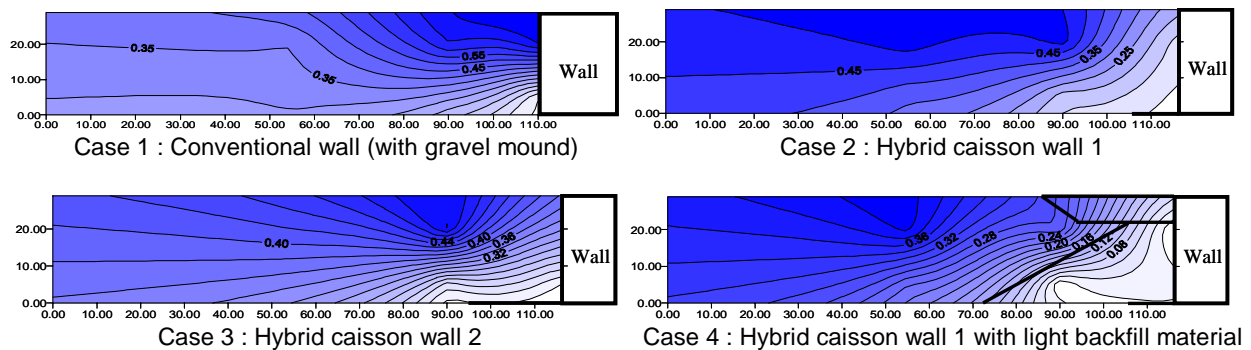 20.00
10.00
0.00
0.35
0.35
0.55
0.45
Wall
0.00 10.00 20.00 30.00 40.00 50.00 60.00 70.00 80.00 90.00 100.00 110.00
Case 1 : Conventional wall (with gravel mound)
20.00
10.00
0.00
0.45
0.45
0.35
0.25
Wall
0.00 10.00 20.00 30.00 40.00 50.00 60.00 70.00 80.00 90.00 100.00 110.00
Case 2 : Hybrid caisson wall 1
20.00
10.00
0.00
0.40
0.44
0.40
0.36
0.32
Wall
0.00 10.00 20.00 30.00 40.00 50.00 60.00 70.00 80.00 90.00 100.00 110.00
Case 3 : Hybrid caisson wall 2
20.00
10.00
0.00
0.36
0.32
0.28
0.24
0.20
0.16
0.12
0.08
Wall
0.00 10.00 20.00 30.00 40.00 50.00 60.00 70.00 80.00 90.00 100.00 110.00
Case 4 : Hybrid caisson wall 1 with light backfill material